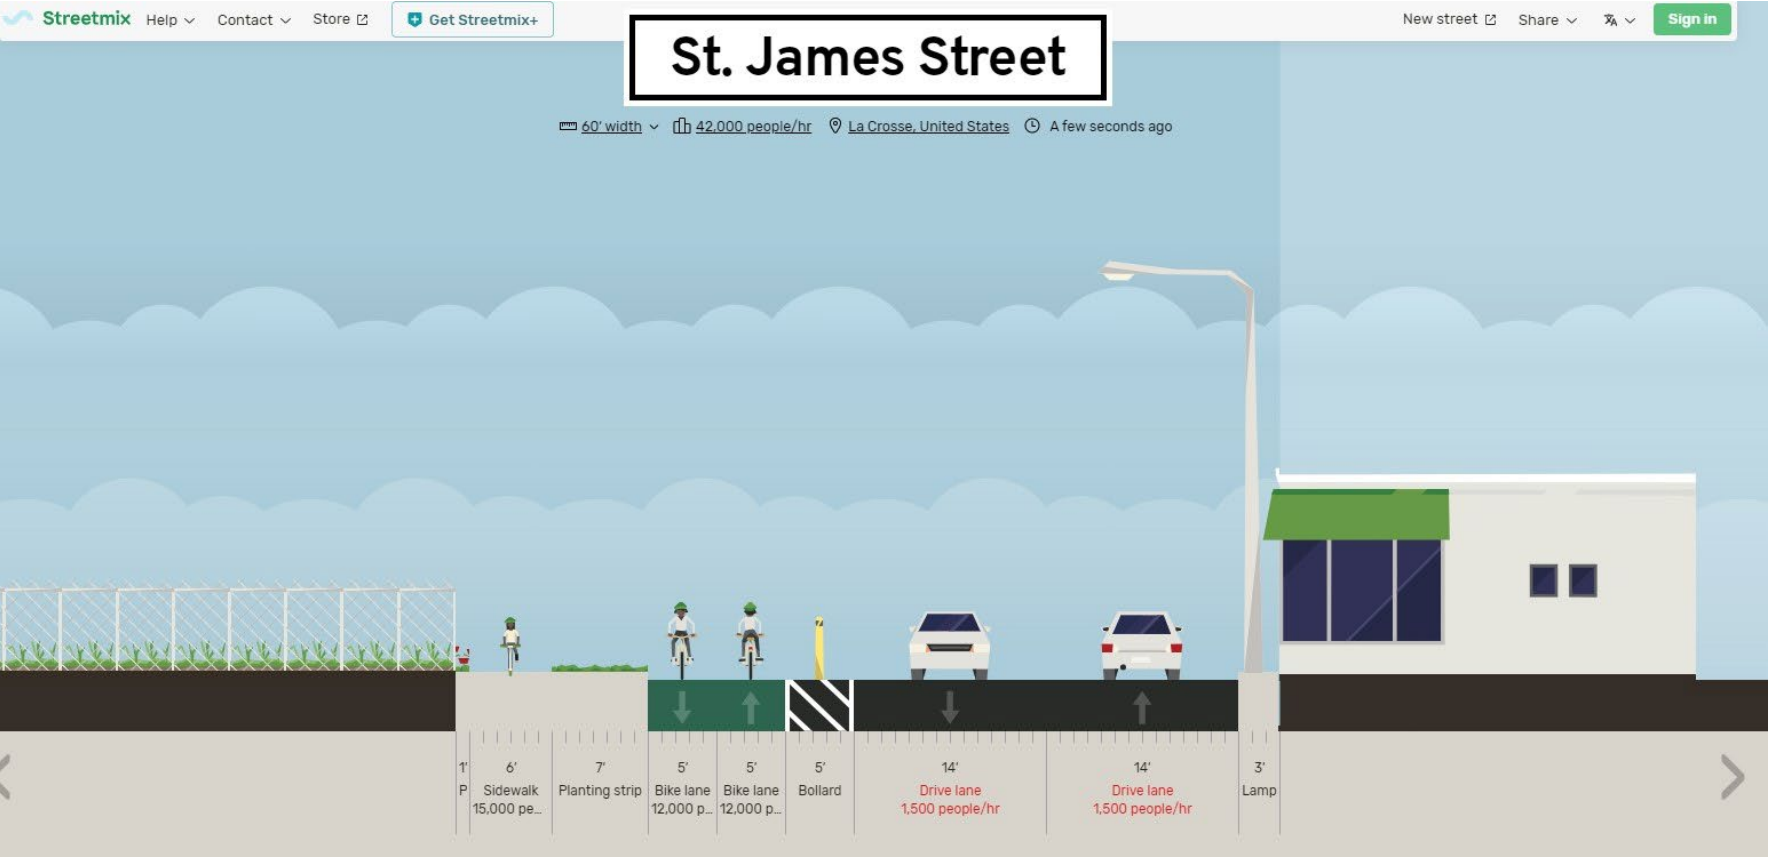 Streetmix Help Contact Store Get Streetmix+ New street Share Sign in
St. James Street
60' width 42,000 people/hr La Crosse, United States A few seconds ago
1' 6' 7' 5' 5' 5' 14' 14' 3'
P Sidewalk Planting strip Bike lane Bike lane Bollard Drive lane Drive lane Lamp
15,000 pe... 12,000 p... 12,000 p... 1,500 people/hr 1,500 people/hr